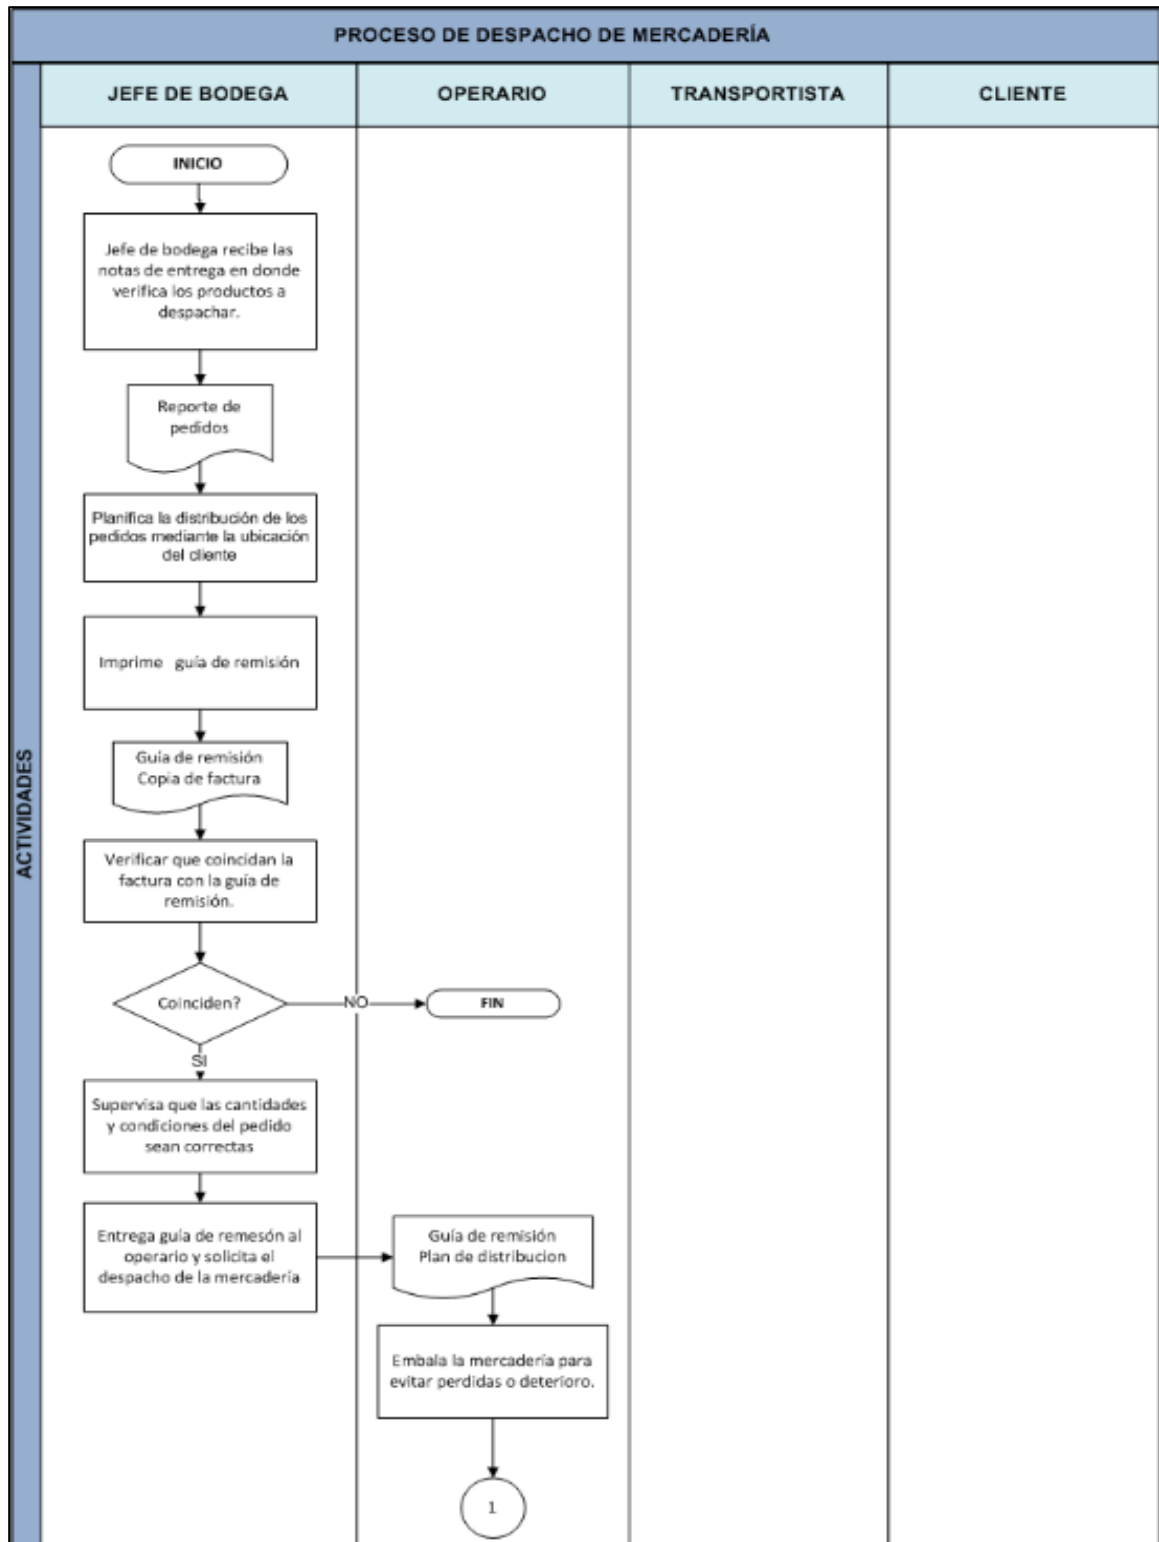 PROCESO DE DESPACHO DE MERCADERÍA
JEFE DE BODEGA
OPERARIO
TRANSPORTISTA
CLIENTE
ACTIVIDADES
INICIO
Jefe de bodega recibe las
notas de entrega en donde
verifica los productos a
despachar.
Reporte de
pedidos
Planifica la distribución de los
pedidos mediante la ubicación
del cliente
Imprime guía de remisión
Guía de remisión
Copia de factura
Verificar que coincidan la
factura con la guía de
remisión.
Coinciden?
NO
FIN
SI
Supervisa que las cantidades
y condiciones del pedido
sean correctas
Entrega guía de remesón al
operario y solicita el
despacho de la mercadería
Guía de remisión
Plan de distribucion
Embala la mercadería para
evitar perdidas o deterioro.
1